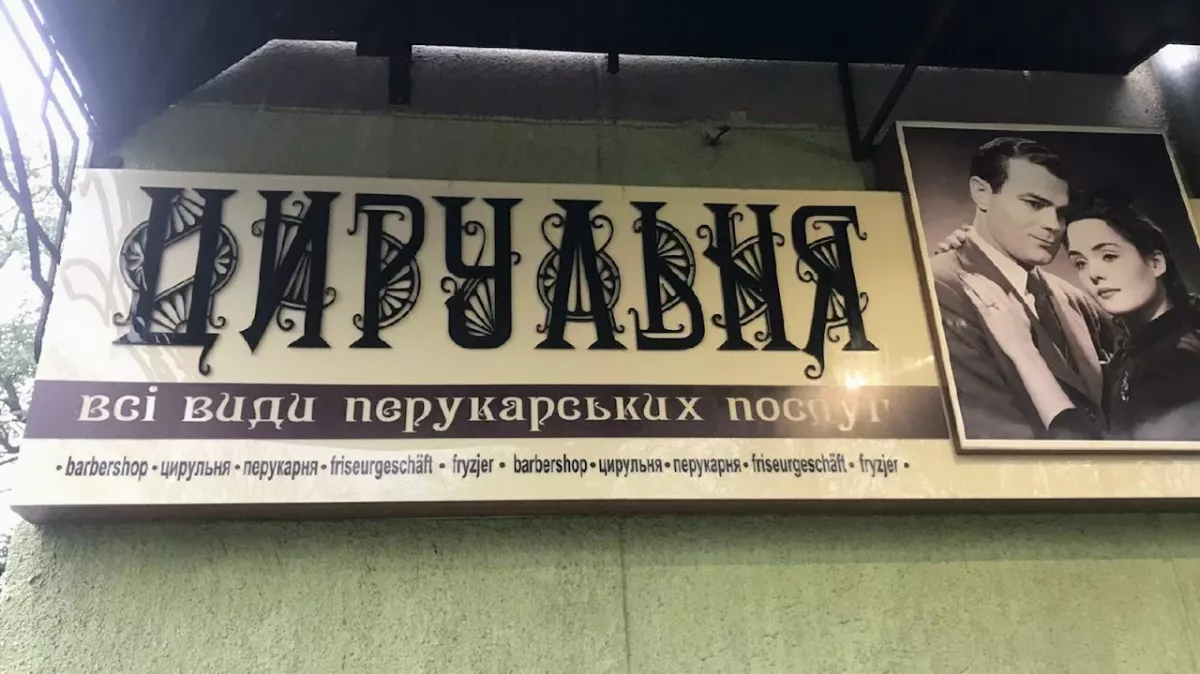 ЦИРУЛЬНЯ
всі види перукарських послуг
• barbershop • цирульня • перукарня • friseurgeschäft • fryzjer • barbershop • цирульня • перукарня • friseurgeschäft • fryzjer •